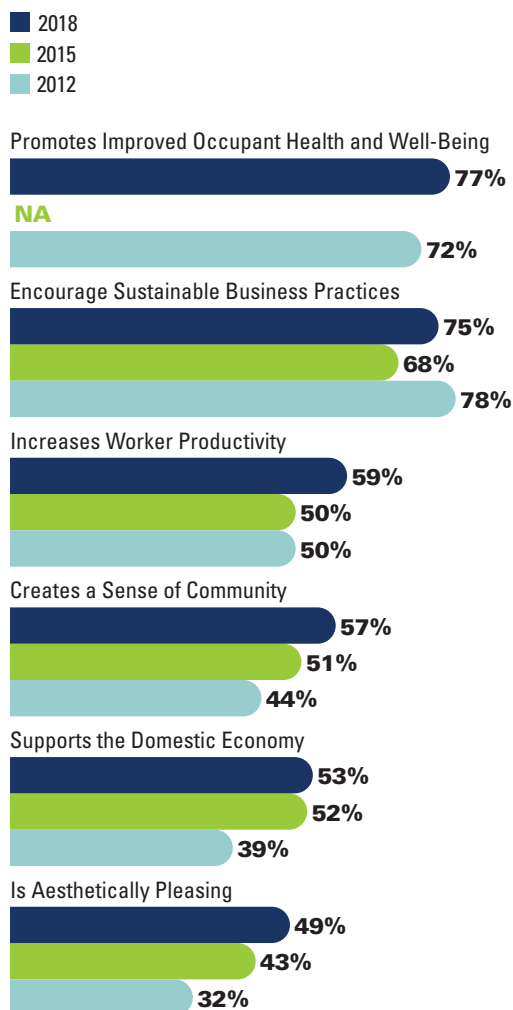 2018
2015
2012
Promotes Improved Occupant Health and Well-Being
77%
NA
72%
Encourage Sustainable Business Practices
75%
68%
78%
Increases Worker Productivity
59%
50%
50%
Creates a Sense of Community
57%
51%
44%
Supports the Domestic Economy
53%
52%
39%
Is Aesthetically Pleasing
49%
43%
32%